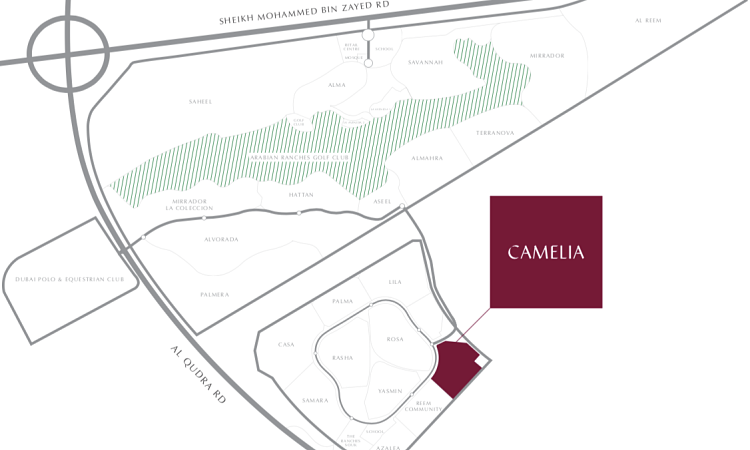 SHEIKH MOHAMMED BIN ZAYED RD
AL REEM
SAVANNAH
MIRRADOR
ALMA
SAHEEL
TERRANOVA
ARABIAN RANCHES GOLF CLUB
ALMAHRA
HATTAN
MIRRADOR
LA COLECCION
ASEEL
ALVORADA
CAMELIA
DUBAI POLO & EQUESTRIAN CLUB
LILA
PALMERA
PALMA
ROSA
CASA
RASHA
AL QUDRA RD
YASMIN
SAMARA
REEM
COMMUNITY
AZALEA